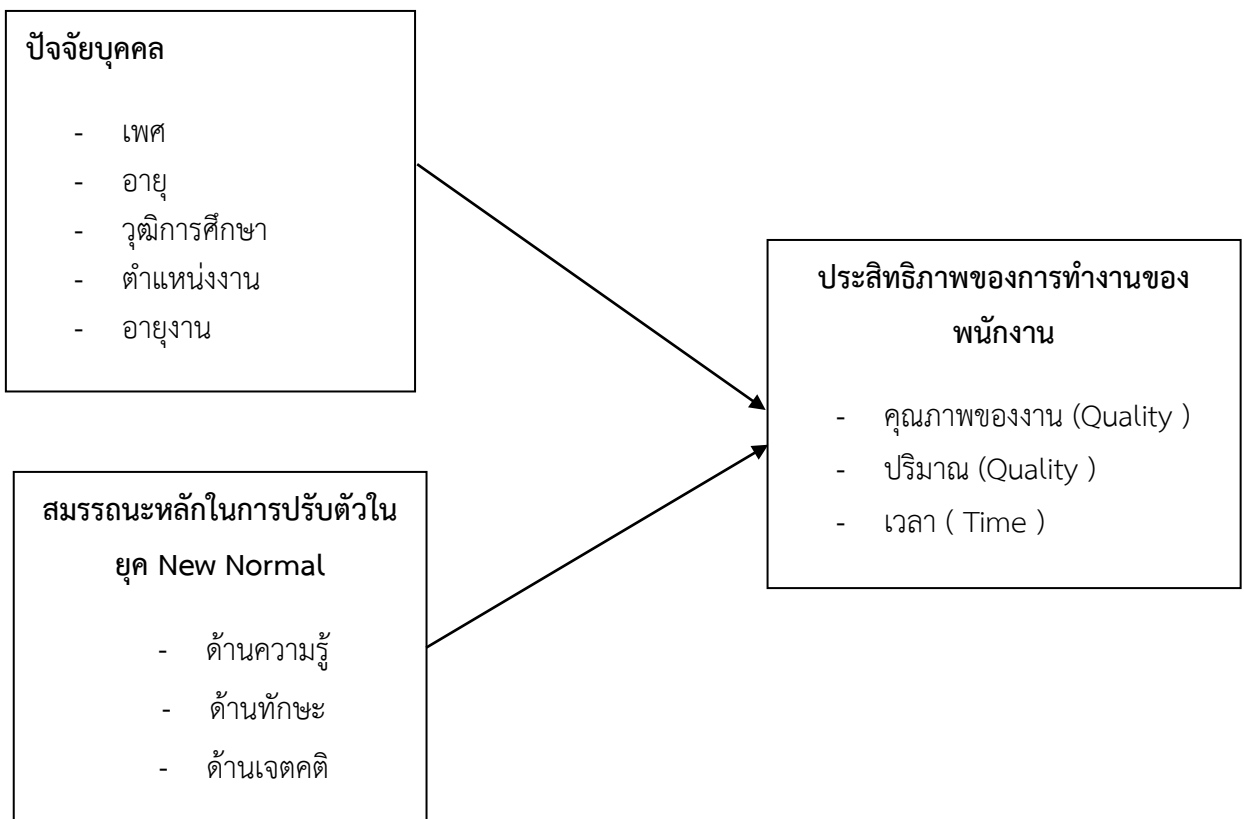 ปัจจัยบุคคล
- เพศ
- อายุ
- วุฒิการศึกษา
- ตำแหน่งงาน
- อายุงาน
สมรรถนะหลักในการปรับตัวใน
ยุค New Normal
- ด้านความรู้
- ด้านทักษะ
- ด้านเจตคติ
ประสิทธิภาพของการทำงานของ
พนักงาน
- คุณภาพของงาน (Quality )
- ปริมาณ (Quality )
- เวลา ( Time )